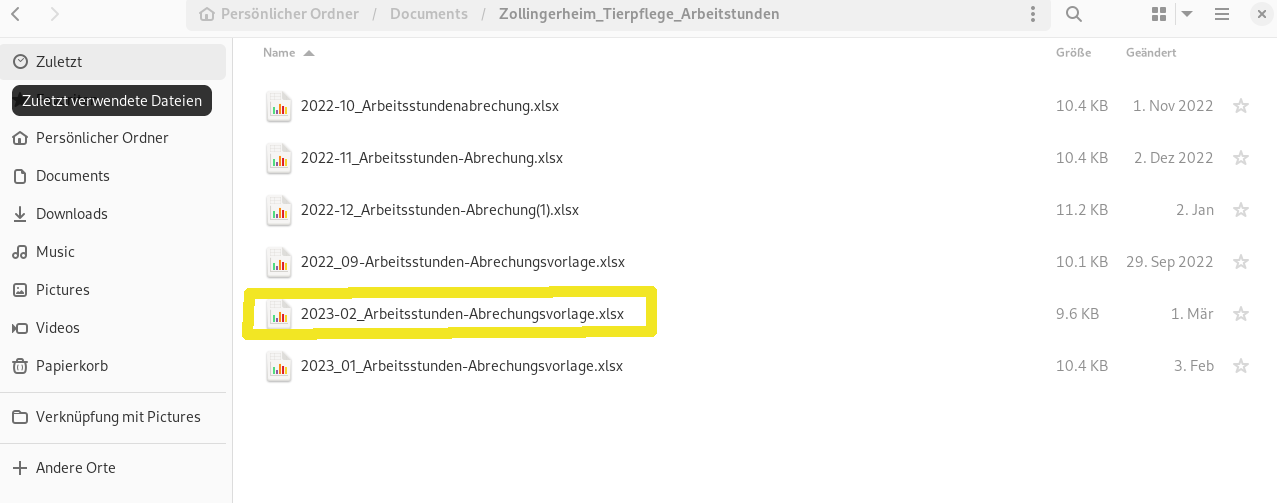 Persönlicher Ordner / Documents / Zollingerheim_Tierpflege_Arbeitstunden
Zuletzt
Zuletzt verwendete Dateien
Persönlicher Ordner
Documents
Downloads
Music
Pictures
Videos
Papierkorb
Verknüpfung mit Pictures
Andere Orte
Name Größe Geändert
2022-10_Arbeitsstundenabrechung.xlsx 10.4 KB 1. Nov 2022
2022-11_Arbeitsstunden-Abrechung.xlsx 10.4 KB 2. Dez 2022
2022-12_Arbeitsstunden-Abrechung(1).xlsx 11.2 KB 2. Jan
2022_09-Arbeitsstunden-Abrechungsvorlage.xlsx 10.1 KB 29. Sep 2022
2023-02_Arbeitsstunden-Abrechungsvorlage.xlsx 9.6 KB 1. Mär
2023_01_Arbeitsstunden-Abrechungsvorlage.xlsx 10.4 KB 3. Feb